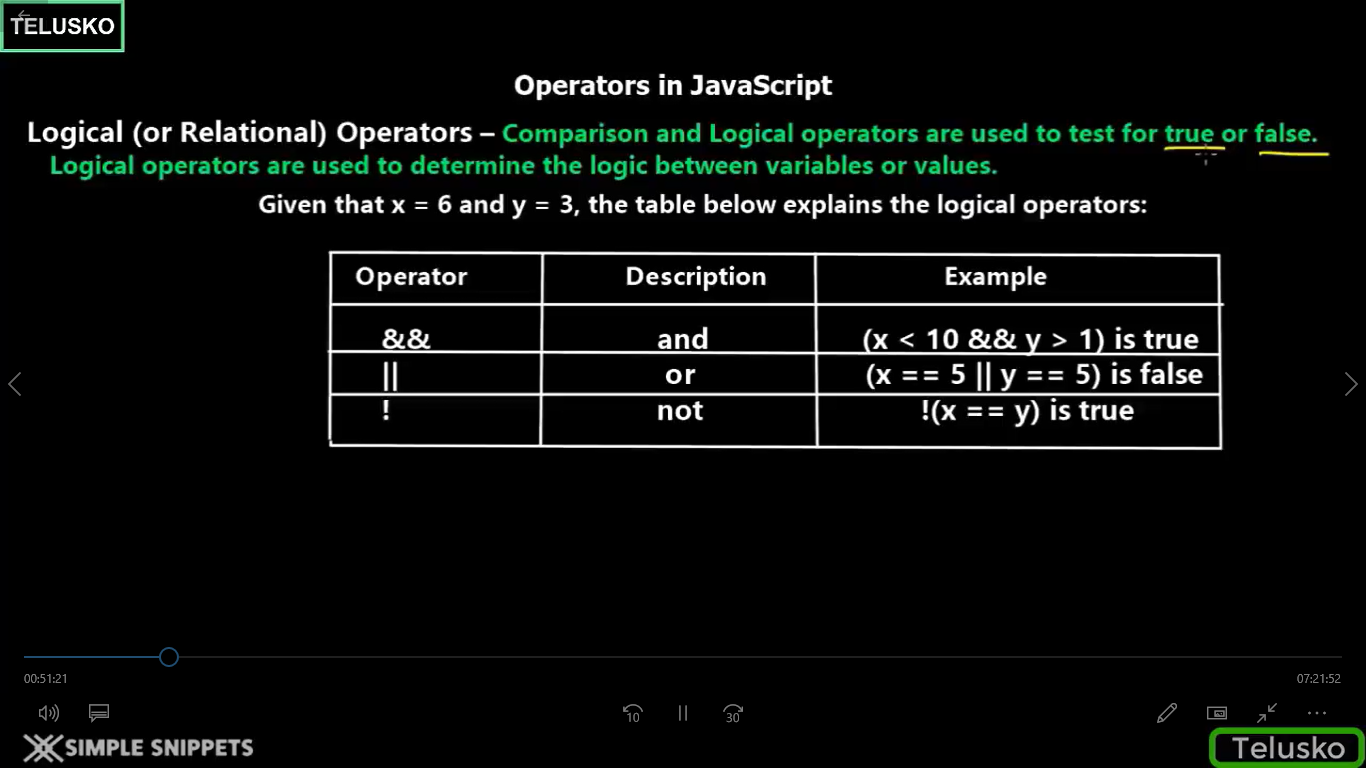 TELUSKO
Operators in JavaScript
Logical (or Relational) Operators – Comparison and Logical operators are used to test for true or false.
Logical operators are used to determine the logic between variables or values.
Given that x = 6 and y = 3, the table below explains the logical operators:
Operator Description Example
&& and (x < 10 && y > 1) is true
|| or (x == 5 || y == 5) is false
! not !(x == y) is true
00:51:21 07:21:52
10 30
SIMPLE SNIPPETS Telusko